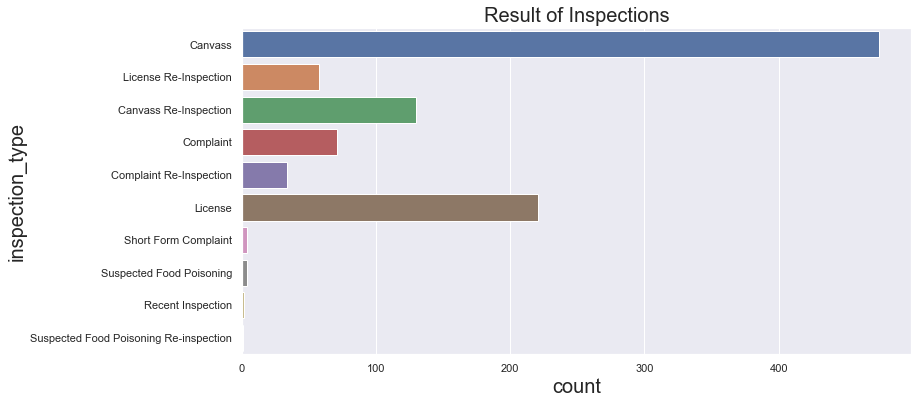 Result of Inspections
inspection_type
Canvass
License Re-Inspection
Canvass Re-Inspection
Complaint
Complaint Re-Inspection
License
Short Form Complaint
Suspected Food Poisoning
Recent Inspection
Suspected Food Poisoning Re-inspection
0 100 200 300 400
count